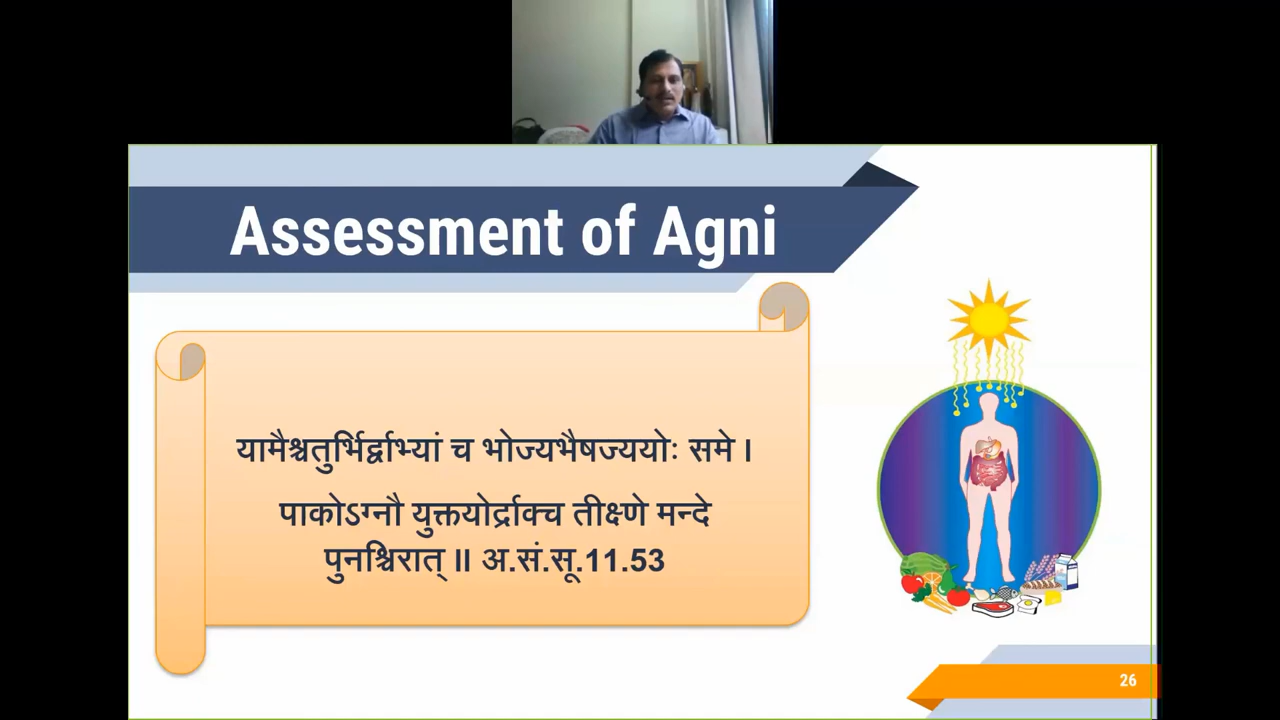 Assessment of Agni
यामैश्चतुर्भिर्द्वाभ्यां च भोज्यभैषज्ययोः समे ।
पाकोऽग्नौ युक्तयोर्द्राक्च तीक्ष्णे मन्दे
पुनश्चिरात् ॥ अ.सं.सू.11.53
26